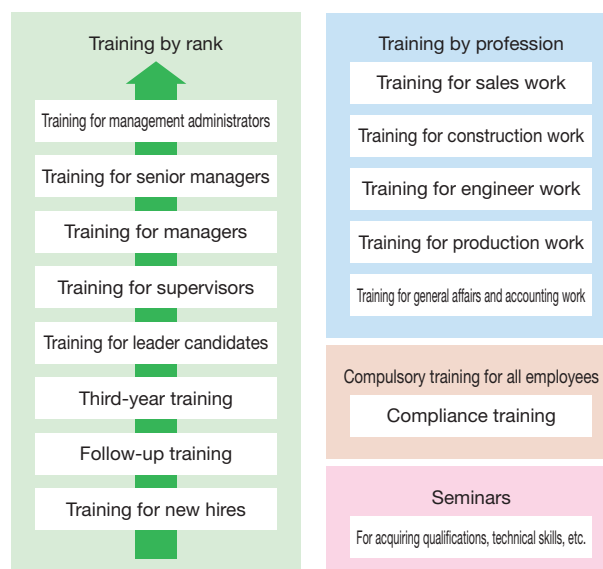 Training by rank
Training for management administrators
Training for senior managers
Training for managers
Training for supervisors
Training for leader candidates
Third-year training
Follow-up training
Training for new hires
Training by profession
Training for sales work
Training for construction work
Training for engineer work
Training for production work
Training for general affairs and accounting work
Compulsory training for all employees
Compliance training
Seminars
For acquiring qualifications, technical skills, etc.